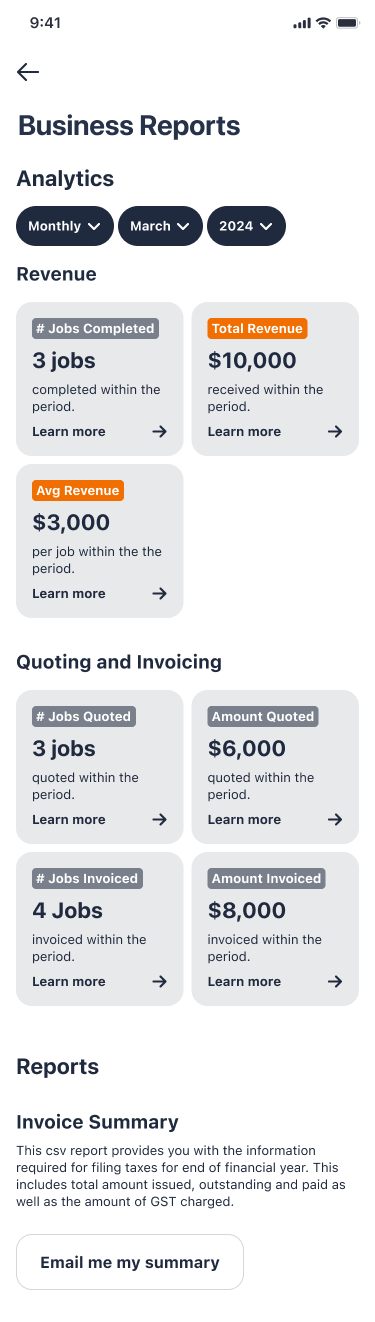 9:41
Business Reports
Analytics
Monthly March 2024
Revenue
# Jobs Completed
3 jobs
completed within the
period.
Learn more
Total Revenue
$10,000
received within the
period.
Learn more
Avg Revenue
$3,000
per job within the the
period.
Learn more
Quoting and Invoicing
# Jobs Quoted
3 jobs
quoted within the
period.
Learn more
Amount Quoted
$6,000
quoted within the
period.
Learn more
# Jobs Invoiced
4 Jobs
invoiced within the
period.
Learn more
Amount Invoiced
$8,000
invoiced within the
period.
Learn more
Reports
Invoice Summary
This csv report provides you with the information
required for filing taxes for end of financial year. This
includes total amount issued, outstanding and paid as
well as the amount of GST charged.
Email me my summary